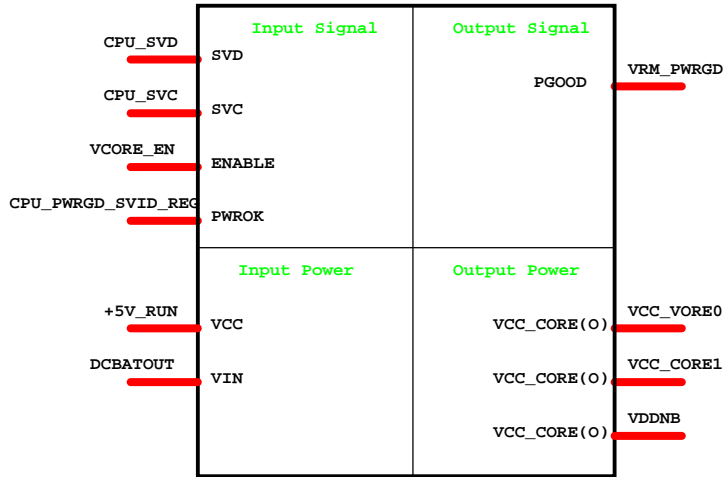 Input Signal
Output Signal
CPU_SVD
SVD
VRM_PWRGD
PGOOD
CPU_SVC
SVC
VCORE_EN
ENABLE
CPU_PWRGD_SVID_REG
PWROK
Input Power
Output Power
+5V_RUN
VCC
VCC_CORE(O)
VCC_VORE0
DCBATOUT
VIN
VCC_CORE(O)
VCC_CORE1
VCC_CORE(O)
VDDNB